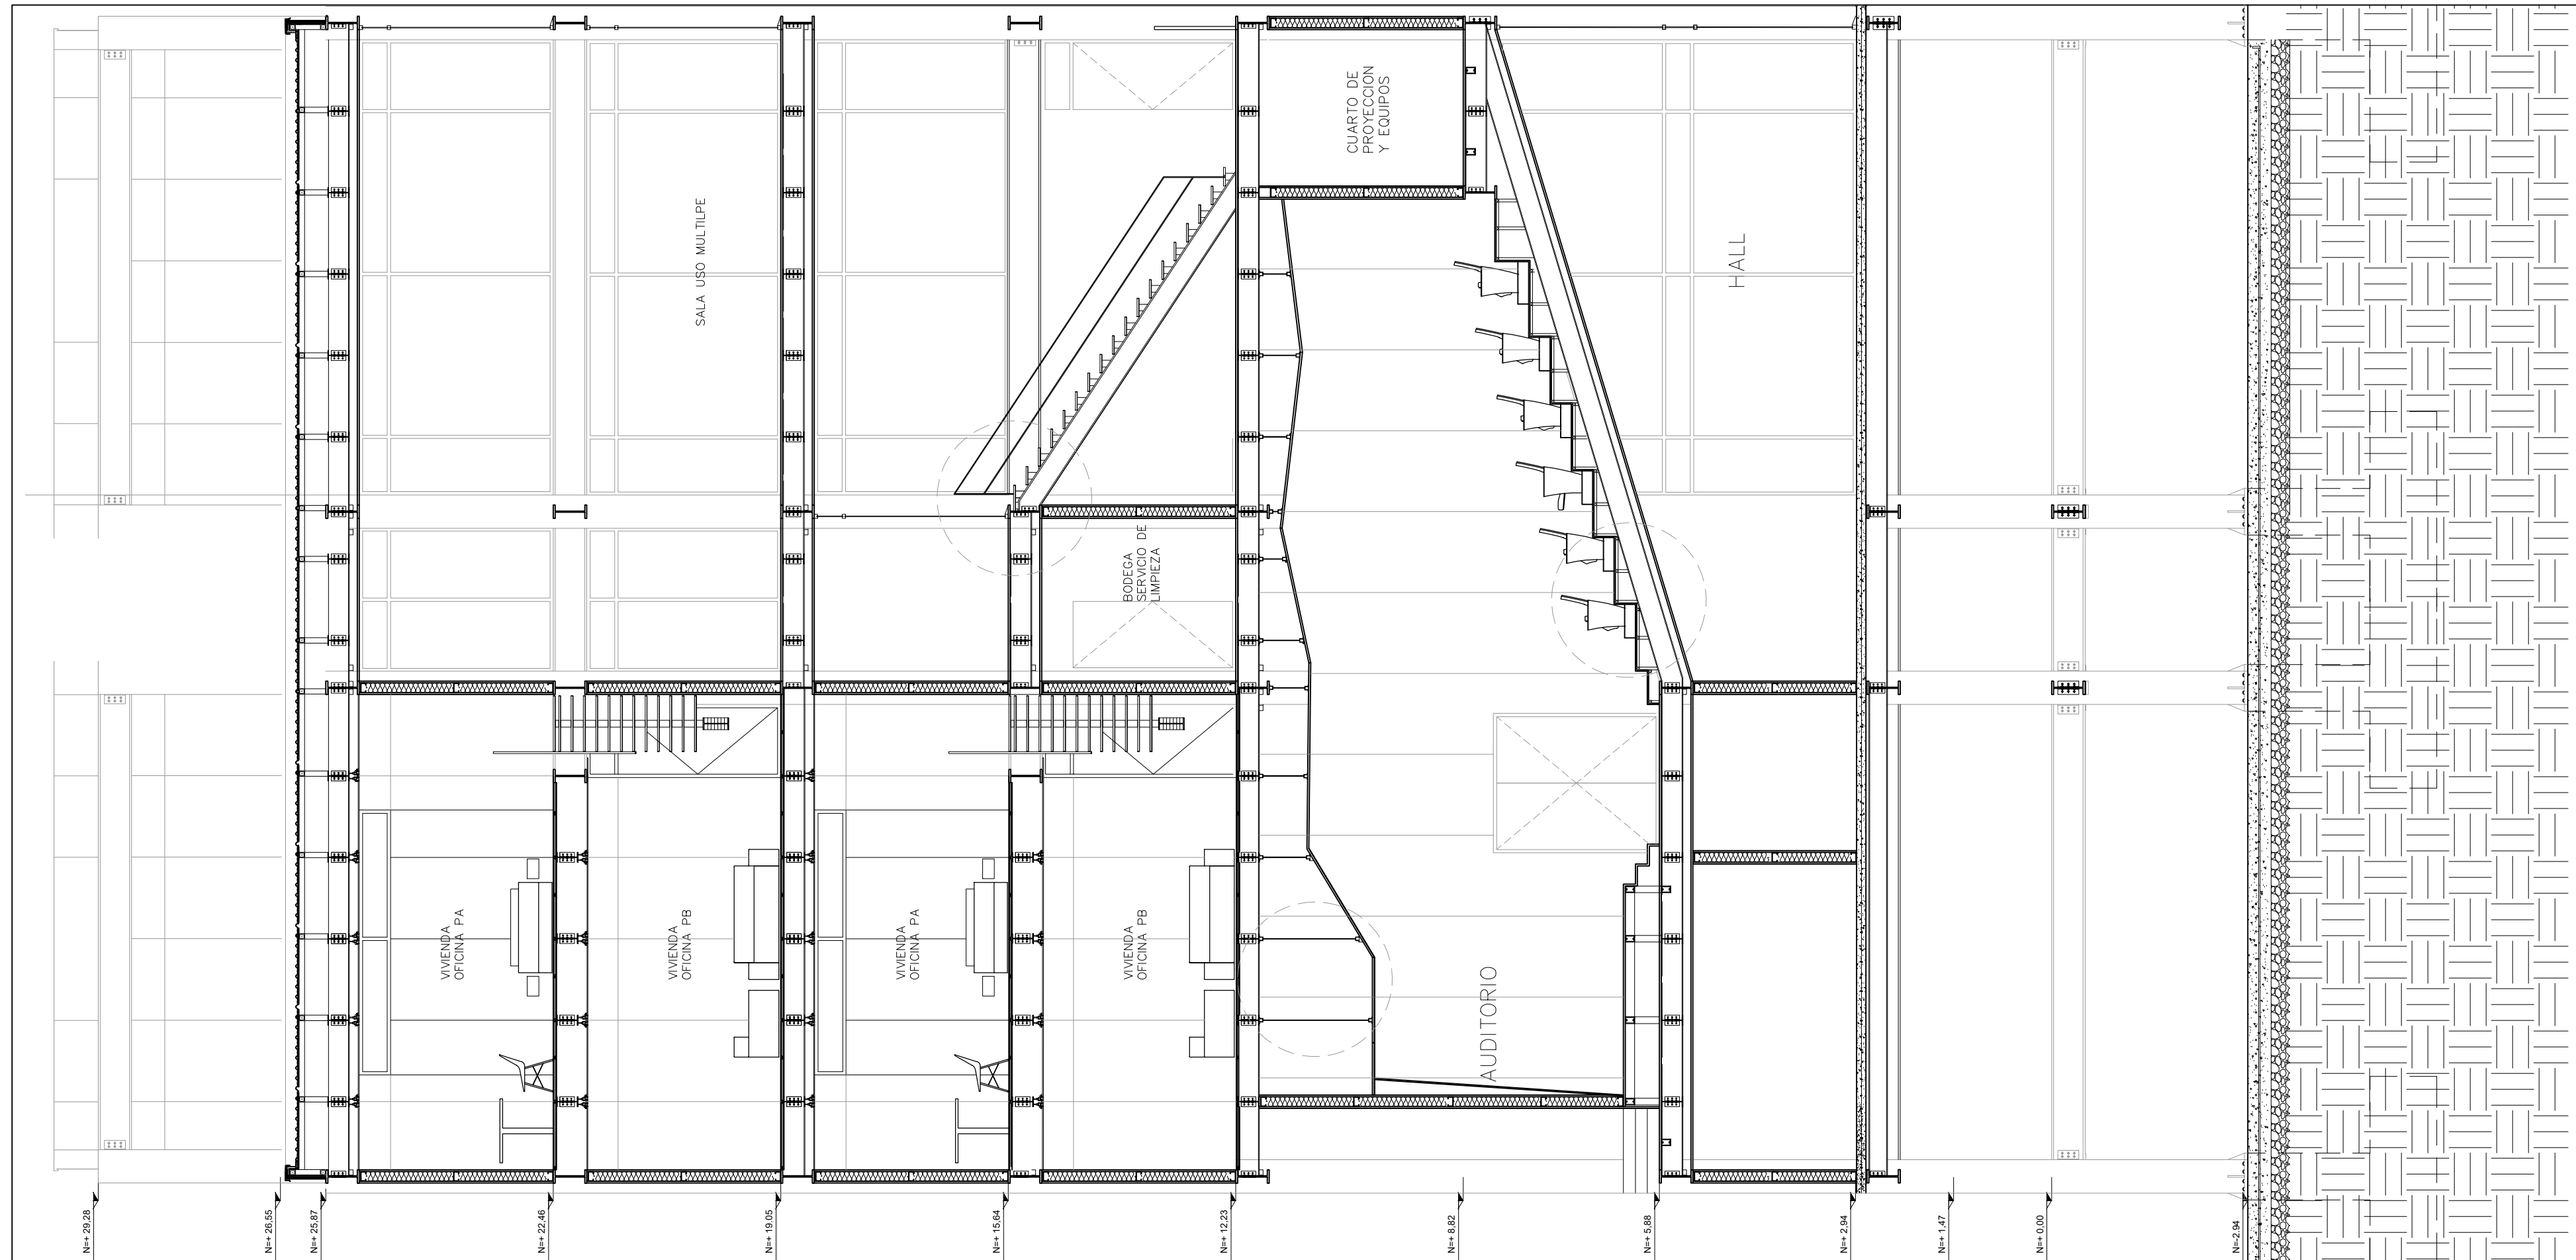 SALA USO MULTILPE
CUARTO DE
PROYECCION
Y EQUIPOS
HALL
BODEGA
SERVICIO DE
LIMPIEZA
VIVIENDA
OFICINA PA
VIVIENDA
OFICINA PB
VIVIENDA
OFICINA PA
VIVIENDA
OFICINA PB
AUDITORIO
N=+ 29,28
N=+ 26,55
N=+ 25,87
N=+ 22,46
N=+ 19.05
N=+ 15,64
N=+ 12,23
N=+ 8,82
N=+ 5,88
N=+ 2,94
N=+ 1,47
N=+ 0,00
N=-2.94